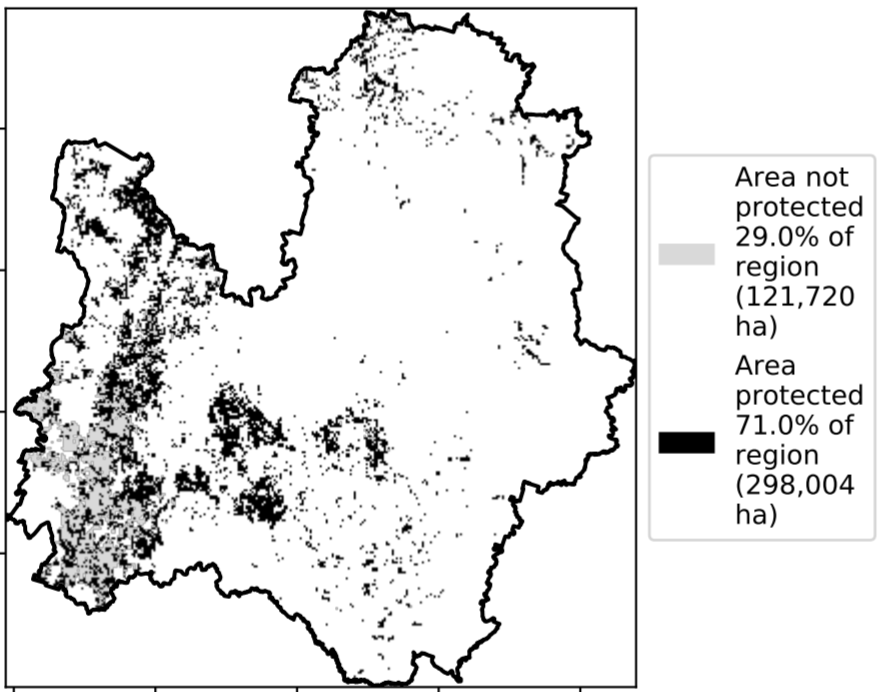 Area not
protected
29.0% of
region
(121,720
ha)
Area
protected
71.0% of
region
(298,004
ha)